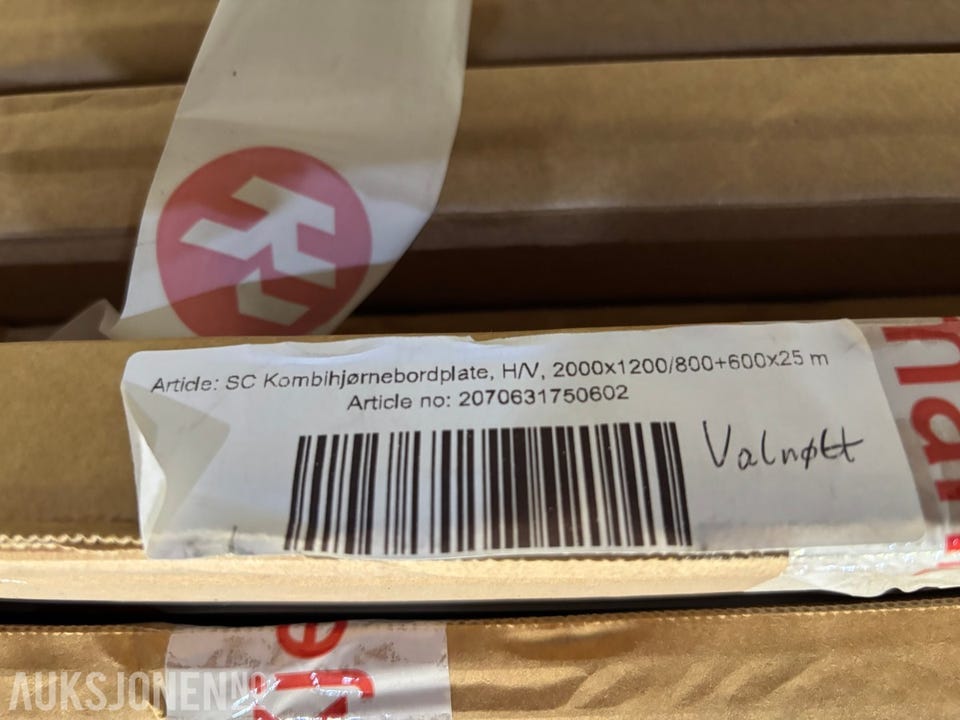 Article: SC Kombihjørnebordplate, H/V, 2000x1200/800+600x25 m
Article no: 2070631750602
Valnøtt
AUKSJONEN.NO